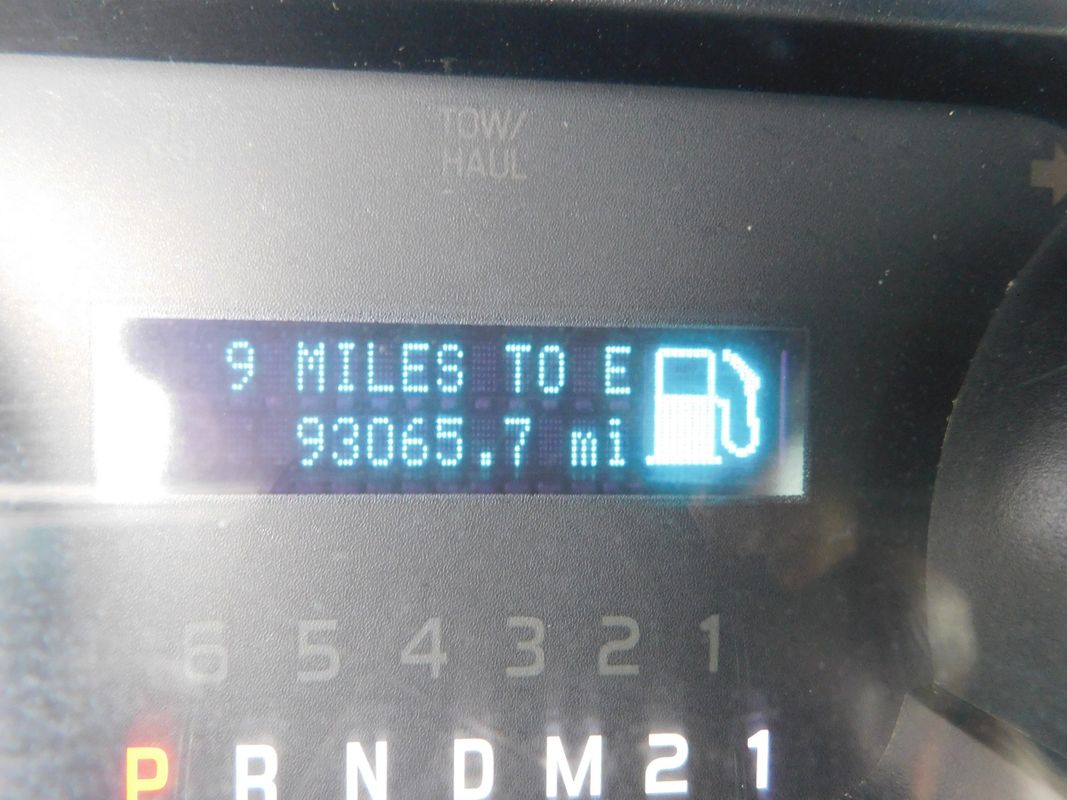 TOW/
HAUL
9 MILES TO E
93065.7 mi
6 5 4 3 2 1
P R N D M 2 1